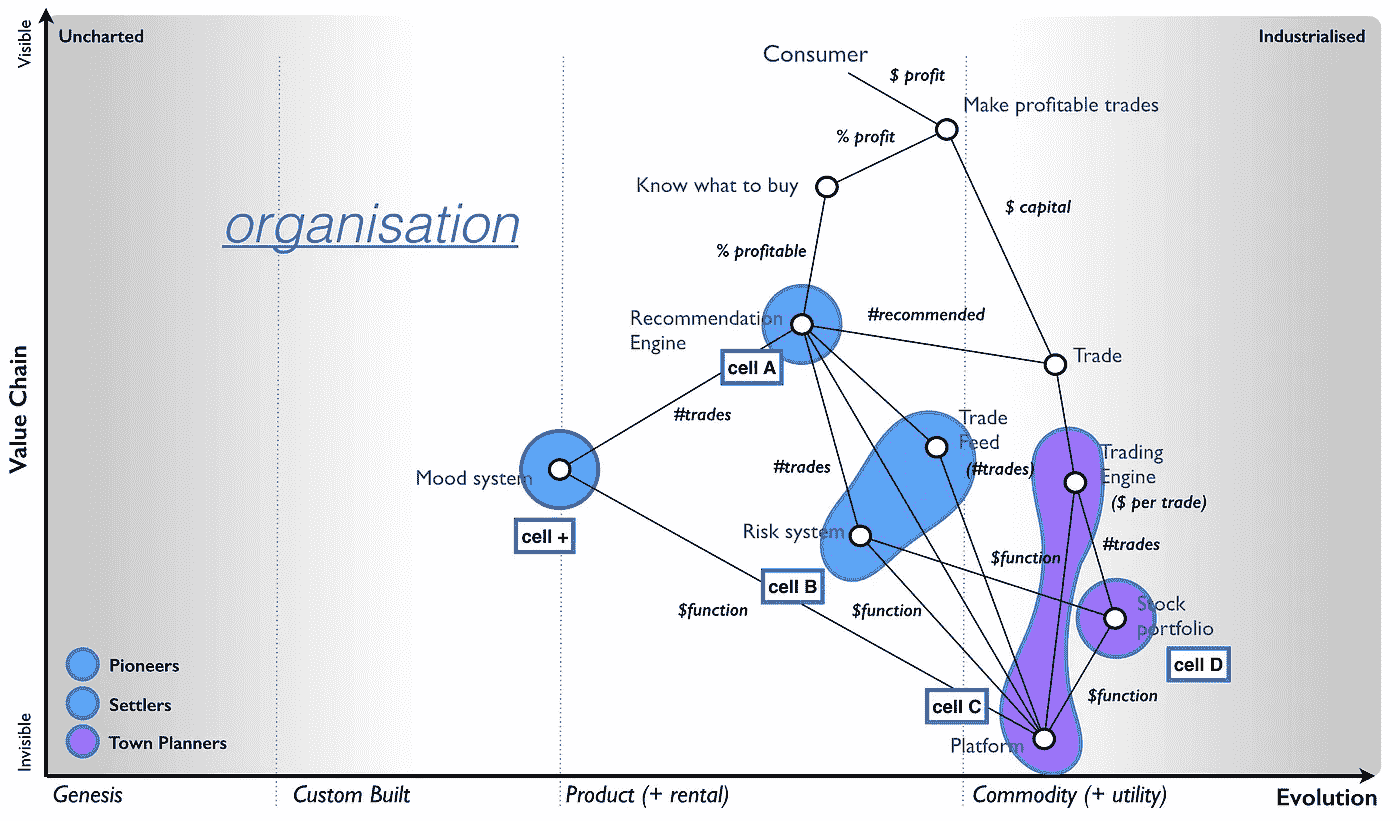 Visible
Uncharted
Industrialised
Consumer
$ profit
Make profitable trades
% profit
Know what to buy
$ capital
organisation
% profitable
Recommendation
Engine
#recommended
Trade
cell A
#trades
Trade
Feed
(#trades)
Trading
Engine
($ per trade)
Mood system
#trades
cell +
Risk system
$function
#trades
cell B
$function
$function
Stock
portfolio
cell D
$function
cell C
Platform
Value Chain
Pioneers
Settlers
Town Planners
Invisible
Genesis
Custom Built
Product (+ rental)
Commodity (+ utility)
Evolution